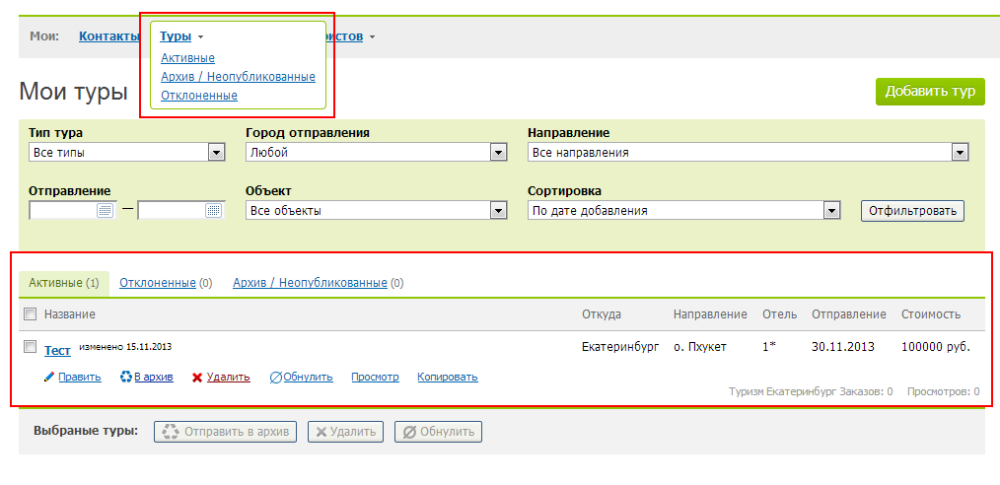 Мои: Контакты Туры ристов
Активные
Архив / Неопубликованные
Отклоненные
Мои туры Добавить тур
Тип тура Город отправления Направление
Все типы Любой Все направления
Отправление Объект Сортировка
— Все объекты По дате добавления Отфильтровать
Активные (1) Отклоненные (0) Архив / Неопубликованные (0)
Название Откуда Направление Отель Отправление Стоимость
Тест изменено 15.11.2013 Екатеринбург о. Пхукет 1* 30.11.2013 100000 руб.
Править В архив Удалить Обнулить Просмотр Копировать
Туризм Екатеринбург Заказов: 0 Просмотров: 0
Выбраные туры: Отправить в архив Удалить Обнулить